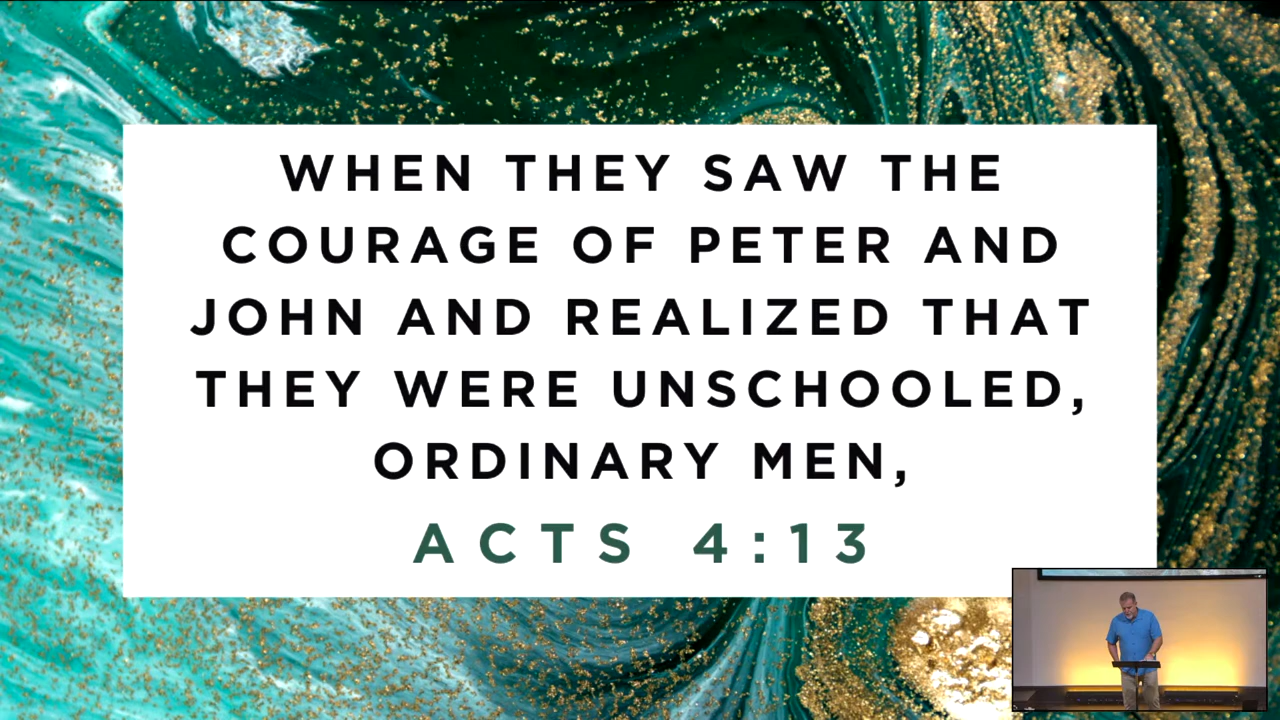 WHEN THEY SAW THE
COURAGE OF PETER AND
JOHN AND REALIZED THAT
THEY WERE UNSCHOOLED,
ORDINARY MEN,
ACTS 4:13